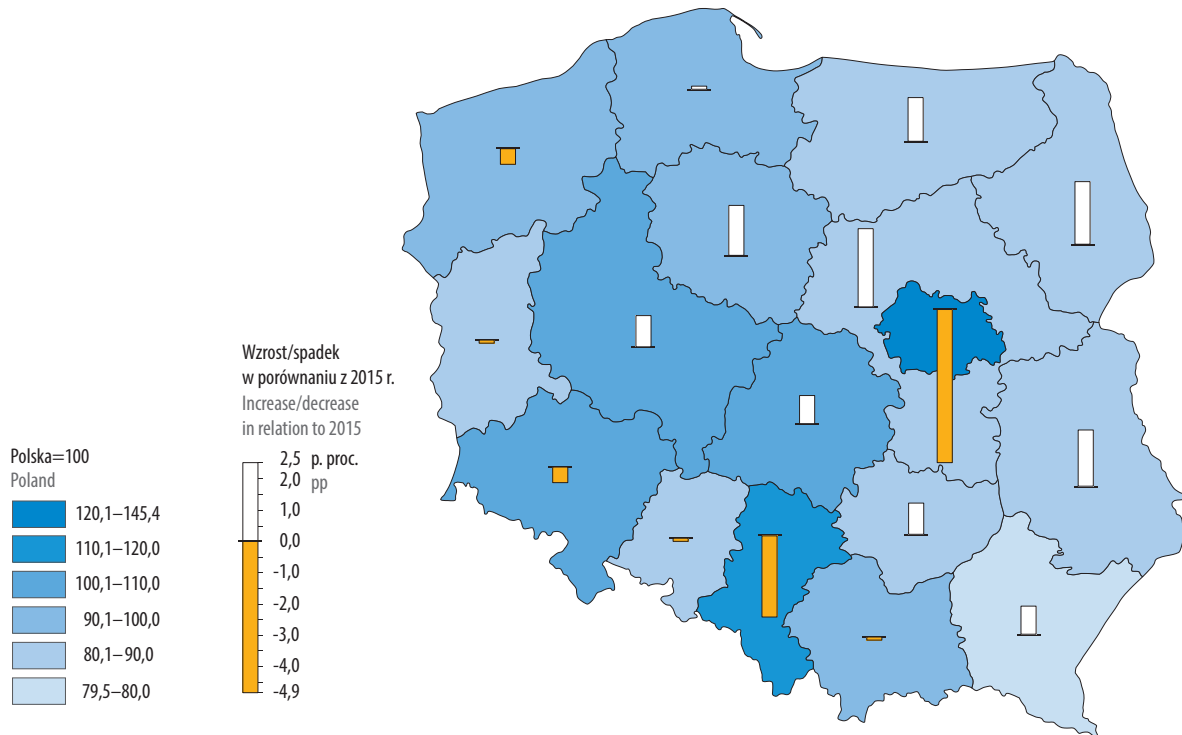 Wzrost/spadek
w porównaniu z 2015 r.
Increase/decrease
in relation to 2015
2,5 p. proc.
2,0 pp
1,0
0,0
-1,0
-2,0
-3,0
-4,0
-4,9
Polska=100
Poland
120,1–145,4
110,1–120,0
100,1–110,0
90,1–100,0
80,1–90,0
79,5–80,0